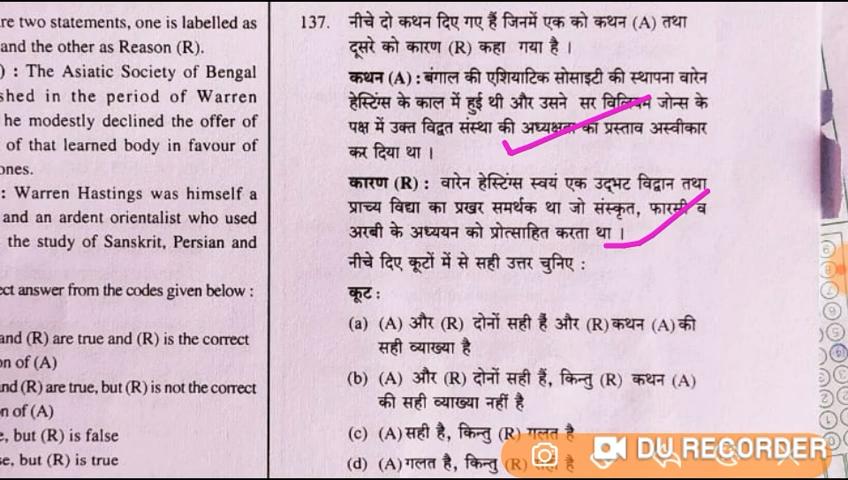 re two statements, one is labelled as
and the other as Reason (R).
) : The Asiatic Society of Bengal
shed in the period of Warren
he modestly declined the offer of
of that learned body in favour of
ones.
: Warren Hastings was himself a
and an ardent orientalist who used
the study of Sanskrit, Persian and
ect answer from the codes given below :
and (R) are true and (R) is the correct
on of (A)
nd (R) are true, but (R) is not the correct
n of (A)
e, but (R) is false
se, but (R) is true
137. नीचे दो कथन दिए गए हैं जिनमें एक को कथन (A) तथा
दूसरे को कारण (R) कहा गया है ।
कथन (A) : बंगाल की एशियाटिक सोसाइटी की स्थापना वारेन
हेस्टिंग्स के काल में हुई थी और उसने सर विलियम जोन्स के
पक्ष में उक्त विद्वत संस्था की अध्यक्षता का प्रस्ताव अस्वीकार
कर दिया था ।
कारण (R) : वारेन हेस्टिंग्स स्वयं एक उद्भट विद्वान तथा
प्राच्य विद्या का प्रखर समर्थक था जो संस्कृत, फारसी व
अरबी के अध्ययन को प्रोत्साहित करता था ।
नीचे दिए कूटों में से सही उत्तर चुनिए :
कूट :
(a) (A) और (R) दोनों सही हैं और (R) कथन (A) की
सही व्याख्या है
(b) (A) और (R) दोनों सही हैं, किन्तु (R) कथन (A)
की सही व्याख्या नहीं है
(c) (A) सही है, किन्तु (R) गलत है
(d) (A) गलत है, किन्तु (R) सही है
DU RECORDER